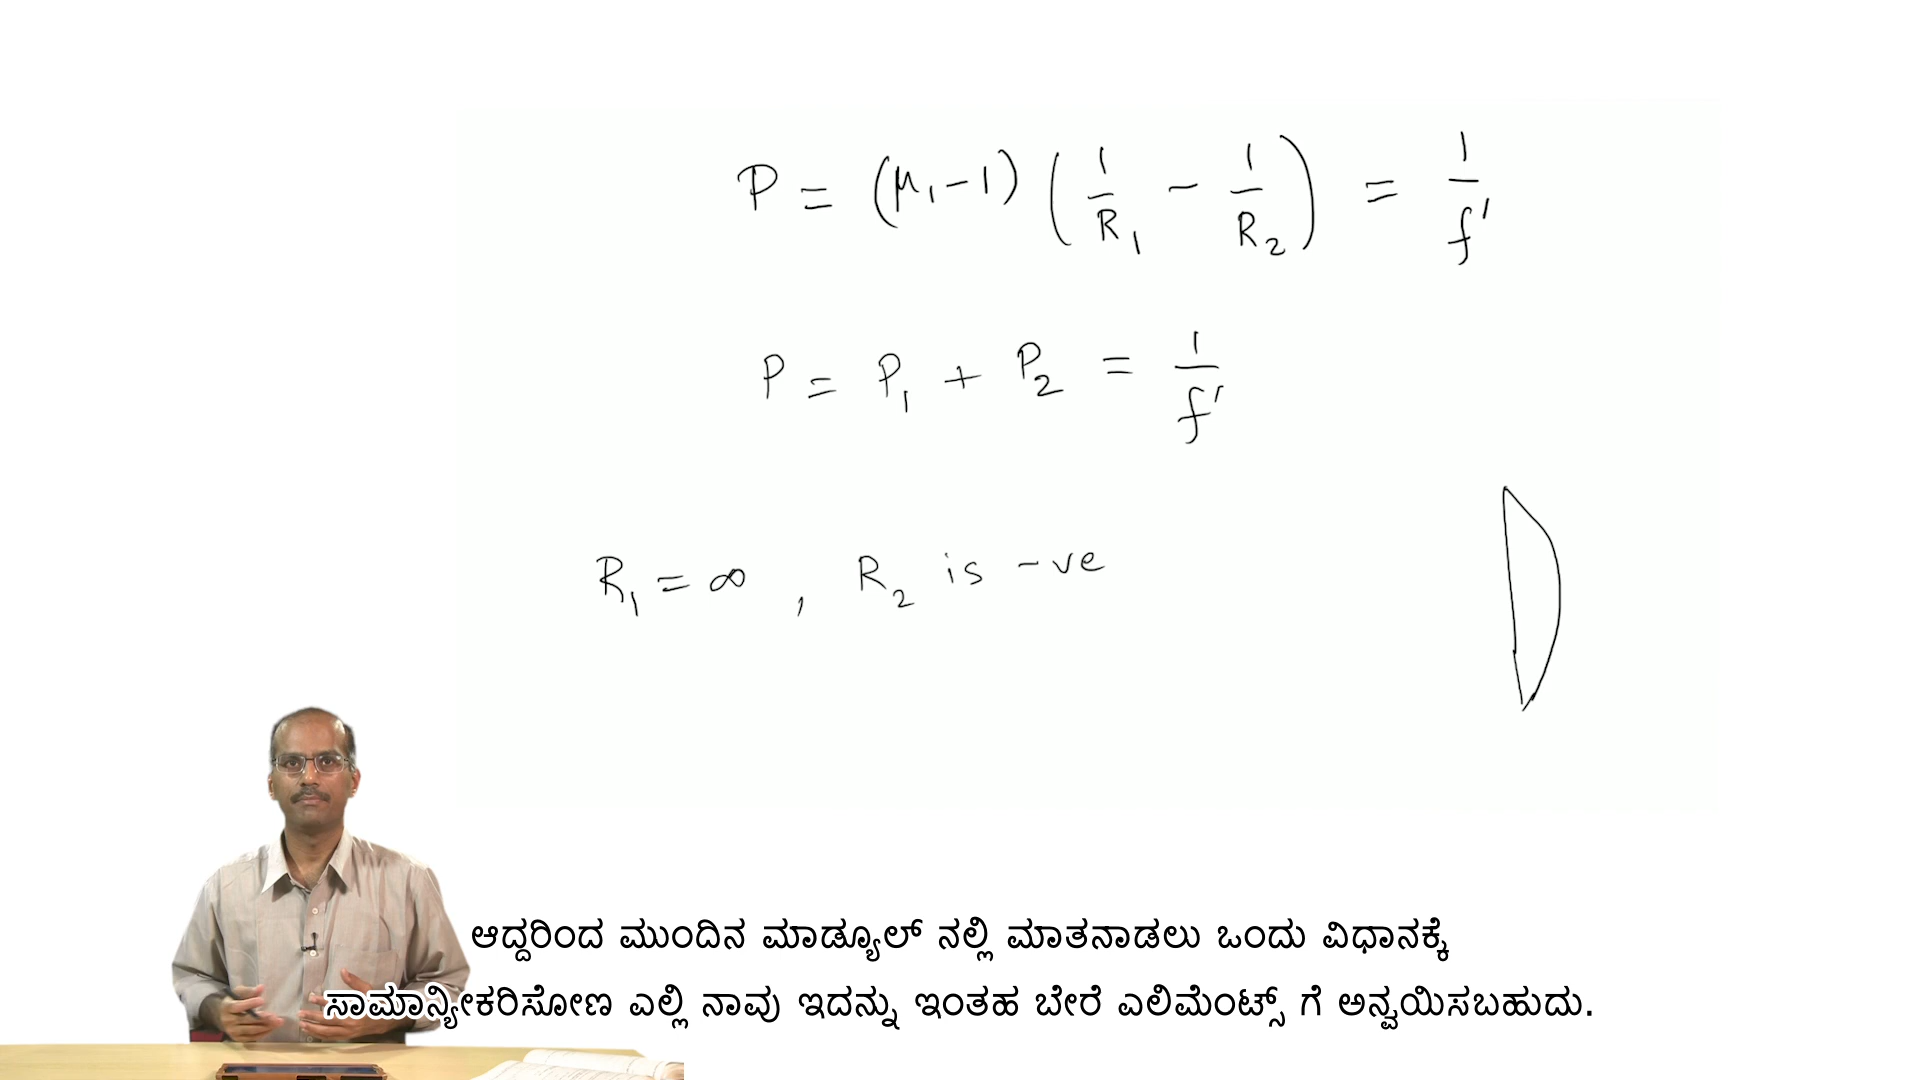 P = (μ₁ - 1) (1/R₁ - 1/R₂) = 1/f'
P = P₁ + P₂ = 1/f'
R₁ = ∞ , R₂ is -ve
ಆದ್ದರಿಂದ ಮುಂದಿನ ಮಾಡ್ಯೂಲ್ ನಲ್ಲಿ ಮಾತನಾಡಲು ಒಂದು ವಿಧಾನಕ್ಕೆ
ಸಾಮಾನ್ಯೀಕರಿಸೋಣ ಎಲ್ಲಿ ನಾವು ಇದನ್ನು ಇಂತಹ ಬೇರೆ ಎಲಿಮೆಂಟ್ಸ್ ಗೆ ಅನ್ವಯಿಸಬಹುದು.